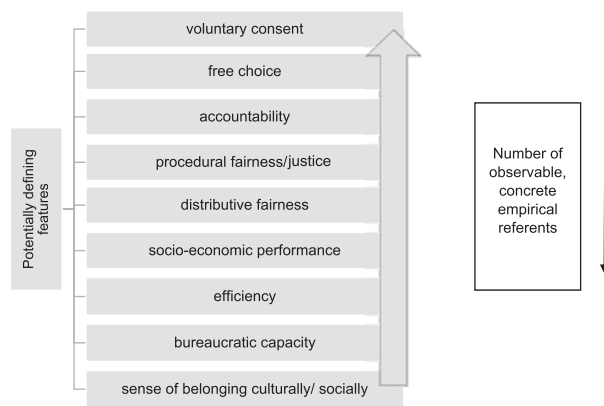 Potentially defining
features
voluntary consent
free choice
accountability
procedural fairness/justice
distributive fairness
socio-economic performance
efficiency
bureaucratic capacity
sense of belonging culturally/ socially
Number of
observable,
concrete
empirical
referents